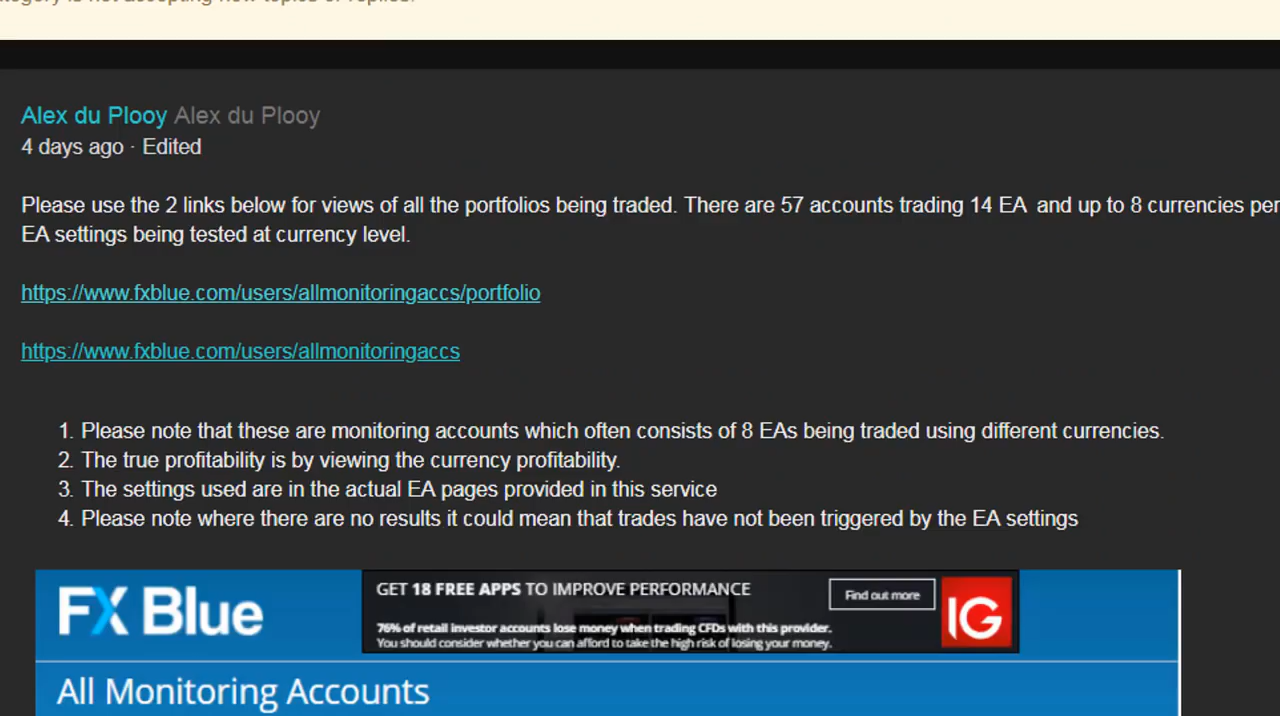 Alex du Plooy Alex du Plooy
4 days ago · Edited
Please use the 2 links below for views of all the portfolios being traded. There are 57 accounts trading 14 EA and up to 8 currencies per
EA settings being tested at currency level.
https://www.fxblue.com/users/allmonitoringaccs/portfolio
https://www.fxblue.com/users/allmonitoringaccs
1. Please note that these are monitoring accounts which often consists of 8 EAs being traded using different currencies.
2. The true profitability is by viewing the currency profitability.
3. The settings used are in the actual EA pages provided in this service
4. Please note where there are no results it could mean that trades have not been triggered by the EA settings
FX Blue
GET 18 FREE APPS TO IMPROVE PERFORMANCE
Find out more
IG
76% of retail investor accounts lose money when trading CFDs with this provider.
You should consider whether you can afford to take the high risk of losing your money.
All Monitoring Accounts